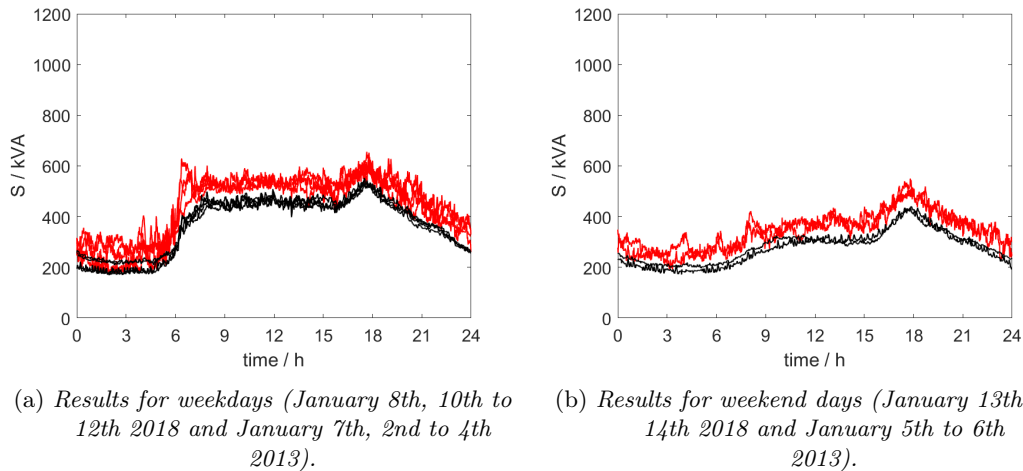 1200
1000
800
600
400
200
0
S / kVA
0 3 6 9 12 15 18 21 24
time / h
(a) Results for weekdays (January 8th, 10th to
12th 2018 and January 7th, 2nd to 4th
2013).
1200
1000
800
600
400
200
0
S / kVA
0 3 6 9 12 15 18 21 24
time / h
(b) Results for weekend days (January 13th
14th 2018 and January 5th to 6th
2013).